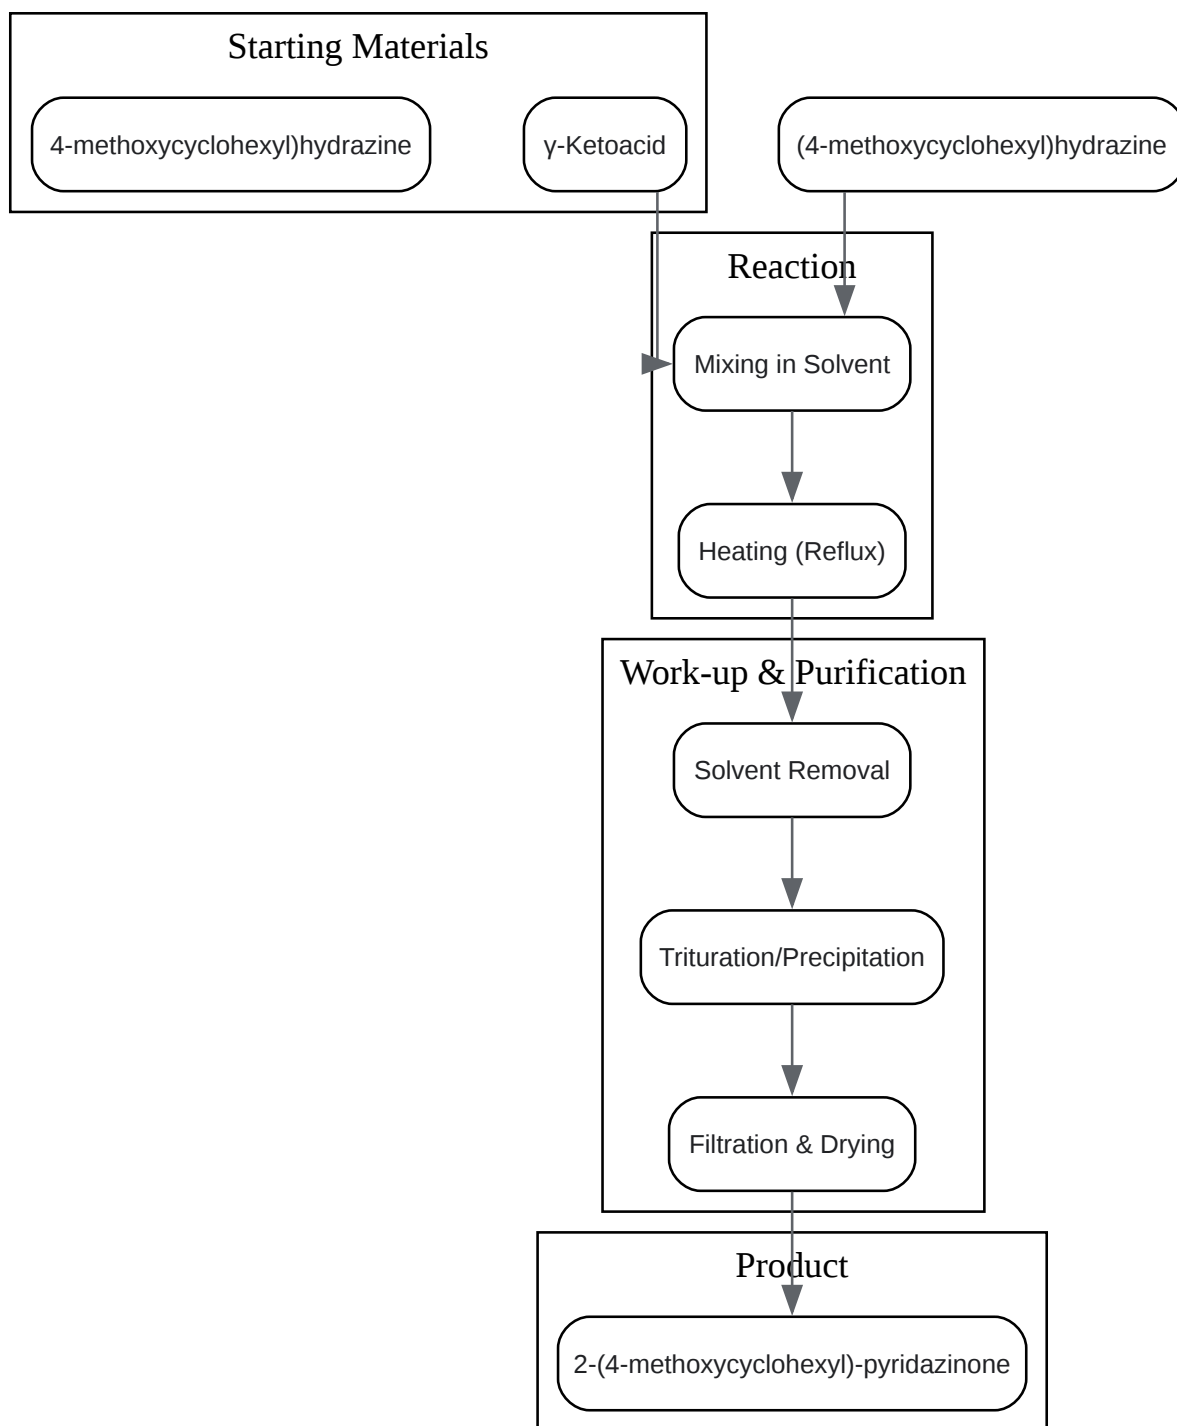 Starting Materials
4-methoxycyclohexyl)hydrazine
γ-Ketoacid
(4-methoxycyclohexyl)hydrazine
Reaction
Mixing in Solvent
Heating (Reflux)
Work-up & Purification
Solvent Removal
Trituration/Precipitation
Filtration & Drying
Product
2-(4-methoxycyclohexyl)-pyridazinone